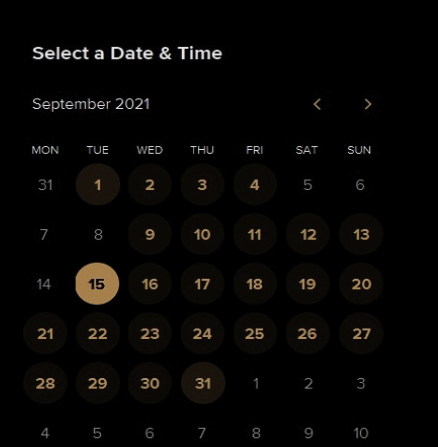 Select a Date & Time
September 2021
MON TUE WED THU FRI SAT SUN
31 1 2 3 4 5 6
7 8 9 10 11 12 13
14 15 16 17 18 19 20
21 22 23 24 25 26 27
28 29 30 31 1 2 3
4 5 6 7 8 9 10